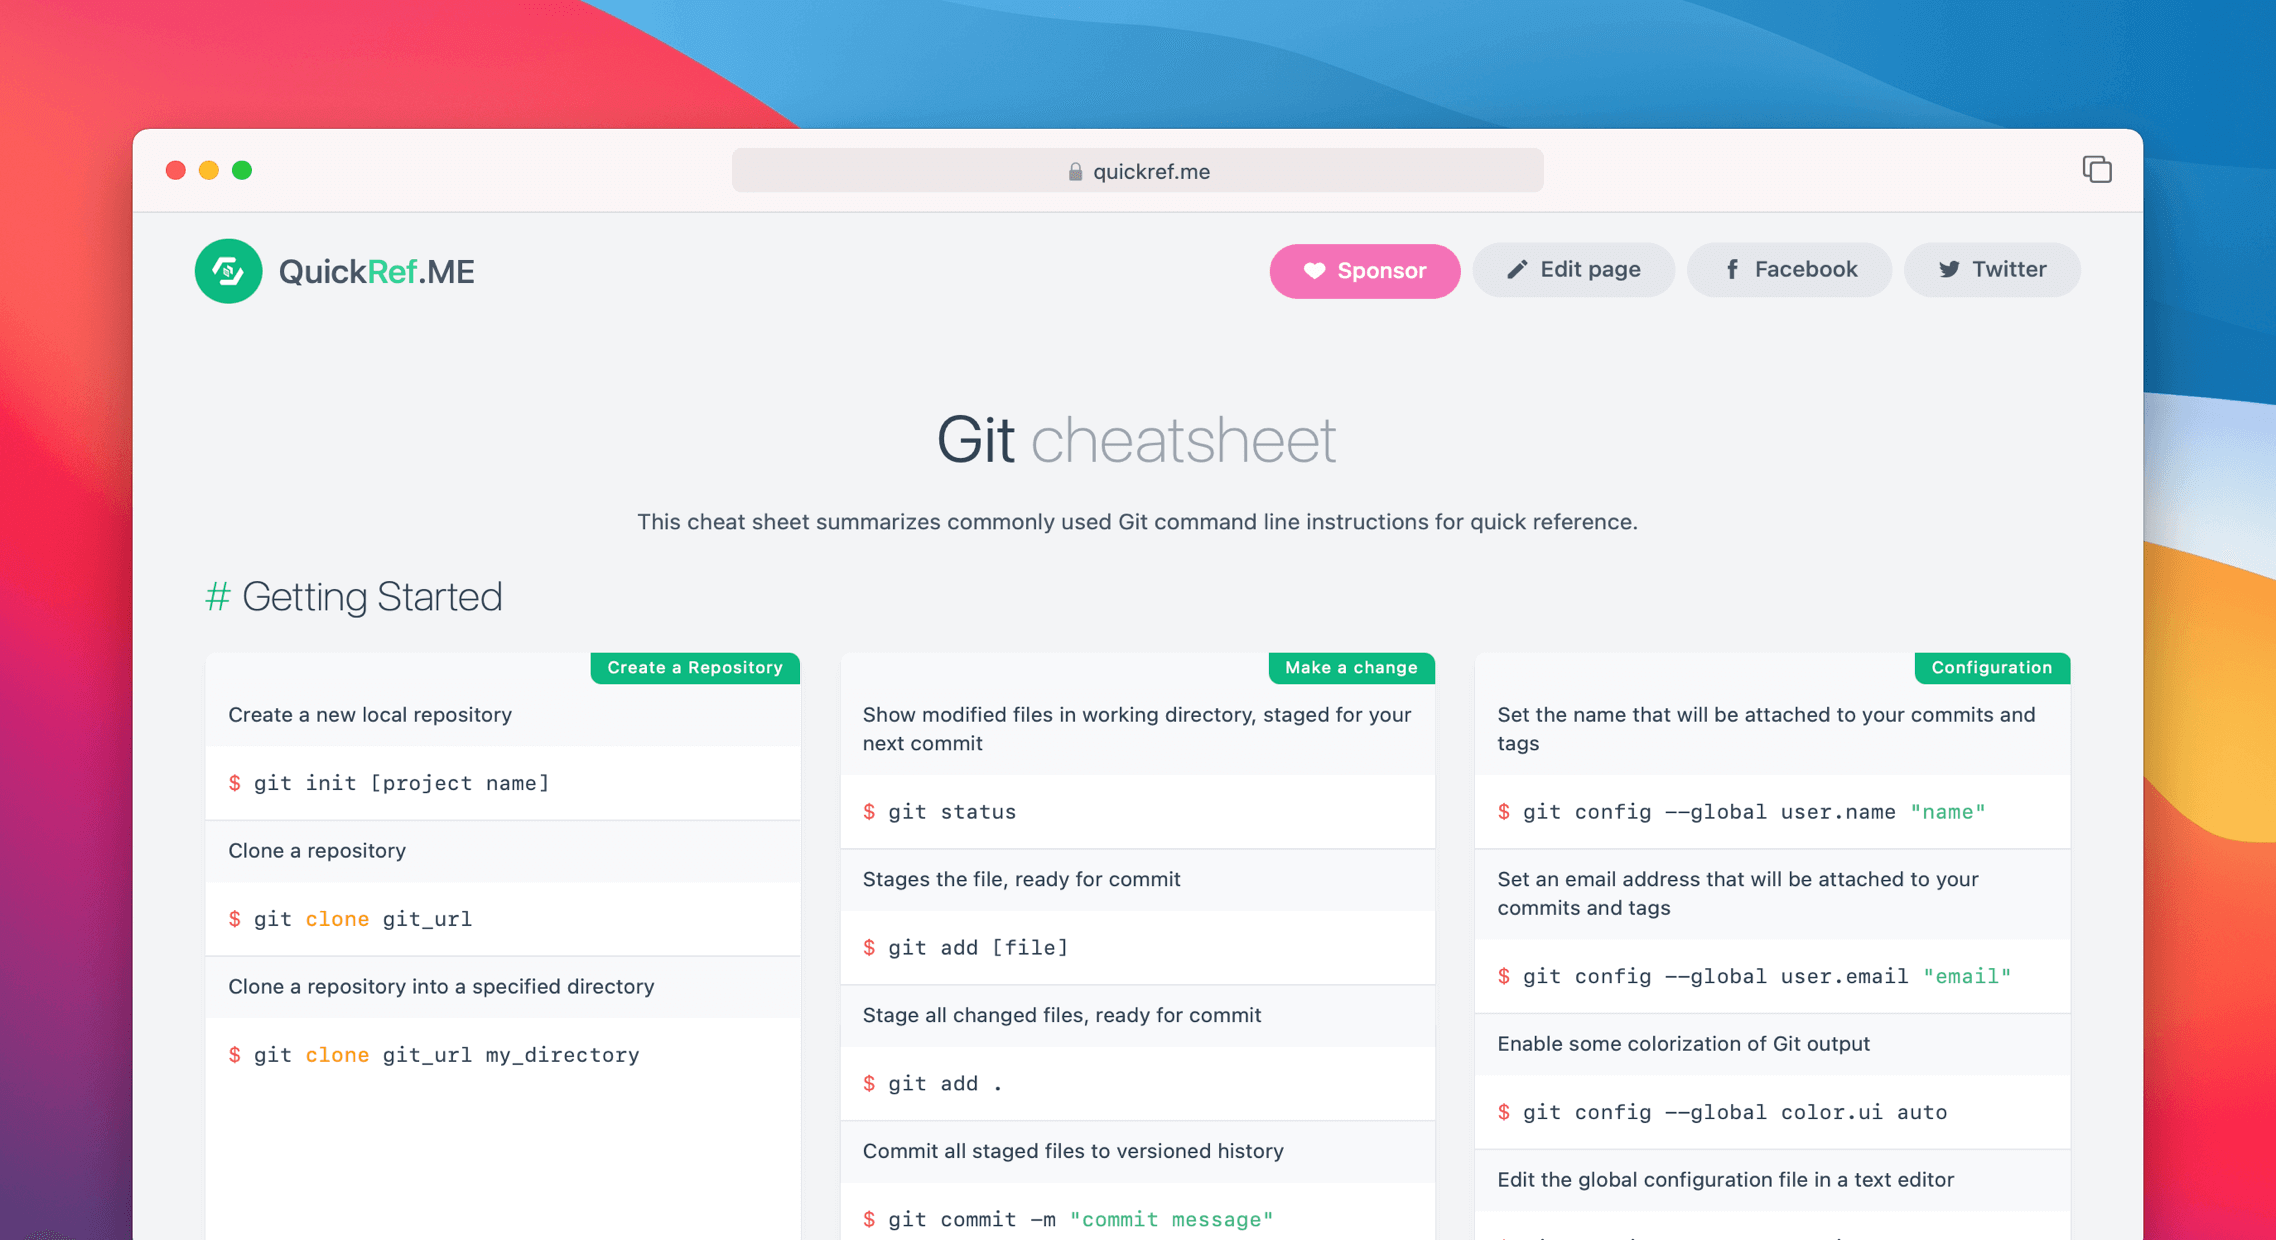 quickref.me
QuickRef.ME
Sponsor
Edit page
Facebook
Twitter
Git cheatsheet
This cheat sheet summarizes commonly used Git command line instructions for quick reference.
# Getting Started
Create a Repository
Create a new local repository
$ git init [project name]
Clone a repository
$ git clone git_url
Clone a repository into a specified directory
$ git clone git_url my_directory
Make a change
Show modified files in working directory, staged for your
next commit
$ git status
Stages the file, ready for commit
$ git add [file]
Stage all changed files, ready for commit
$ git add .
Commit all staged files to versioned history
$ git commit -m "commit message"
Configuration
Set the name that will be attached to your commits and
tags
$ git config --global user.name "name"
Set an email address that will be attached to your
commits and tags
$ git config --global user.email "email"
Enable some colorization of Git output
$ git config --global color.ui auto
Edit the global configuration file in a text editor